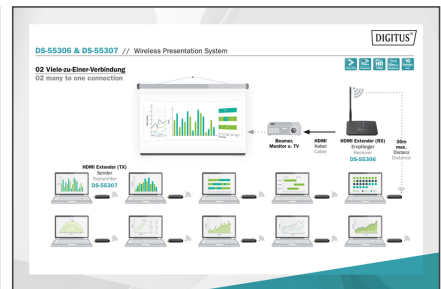 DIGITUS®
DS-55306 & DS-55307 // Wireless Presentation System
02 Viele-zu-Einer-Verbindung
02 many to one connection
Beamer,
Monitor o. TV
HDMI
Kabel
Cable
HDMI Extender (RX)
Empfänger
Receiver
DS-55306
30m
max.
Distanz
Distance
HDMI Extender (TX)
Sender
Transmitter
DS-55307